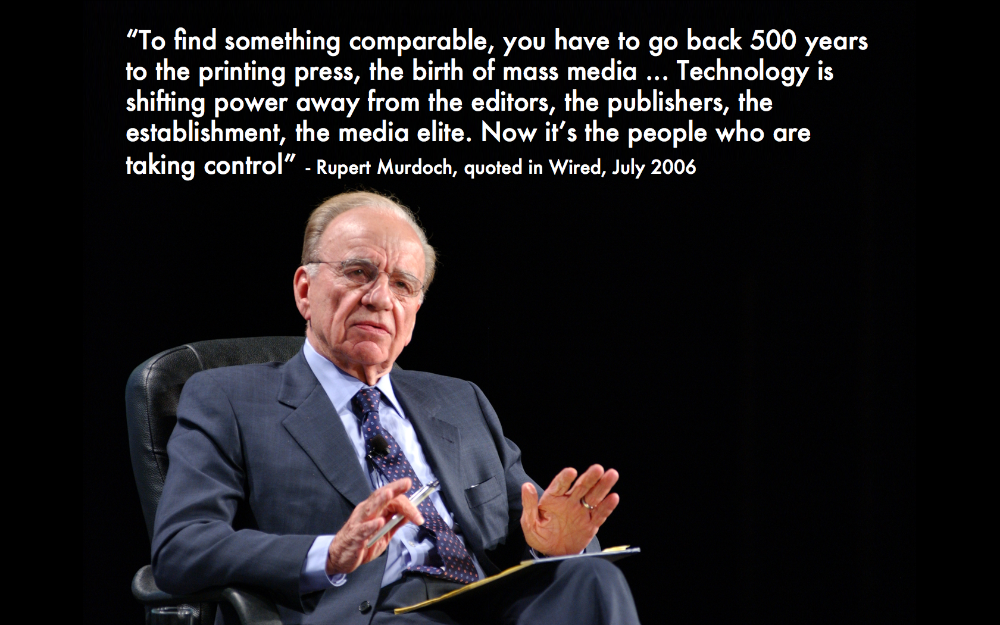 “To find something comparable, you have to go back 500 years
to the printing press, the birth of mass media ... Technology is
shifting power away from the editors, the publishers, the
establishment, the media elite. Now it’s the people who are
taking control” - Rupert Murdoch, quoted in Wired, July 2006